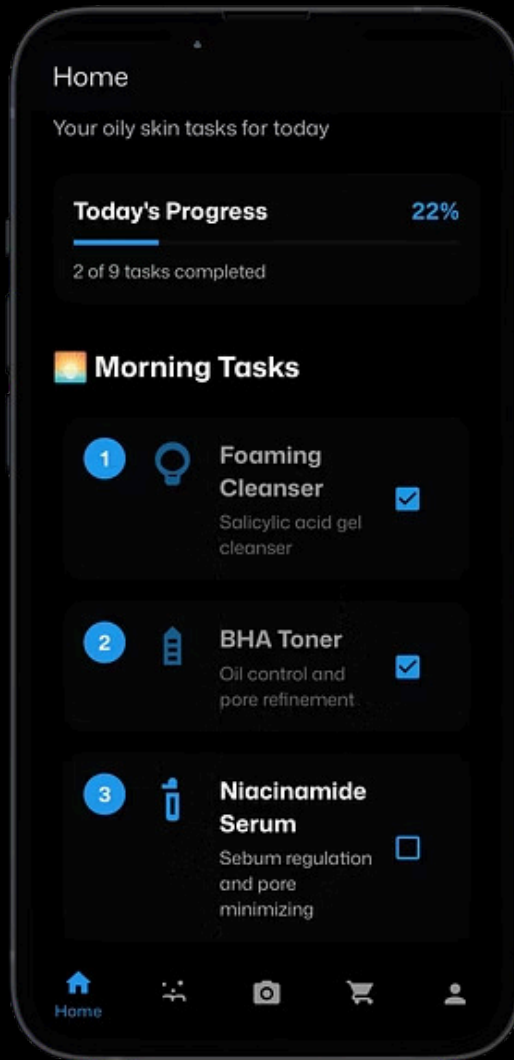 Home
Your oily skin tasks for today
Today's Progress 22%
2 of 9 tasks completed
🌅 Morning Tasks
1
Foaming
Cleanser
Salicylic acid gel
cleanser
2
BHA Toner
Oil control and
pore refinement
3
Niacinamide
Serum
Sebum regulation
and pore
minimizing
Home